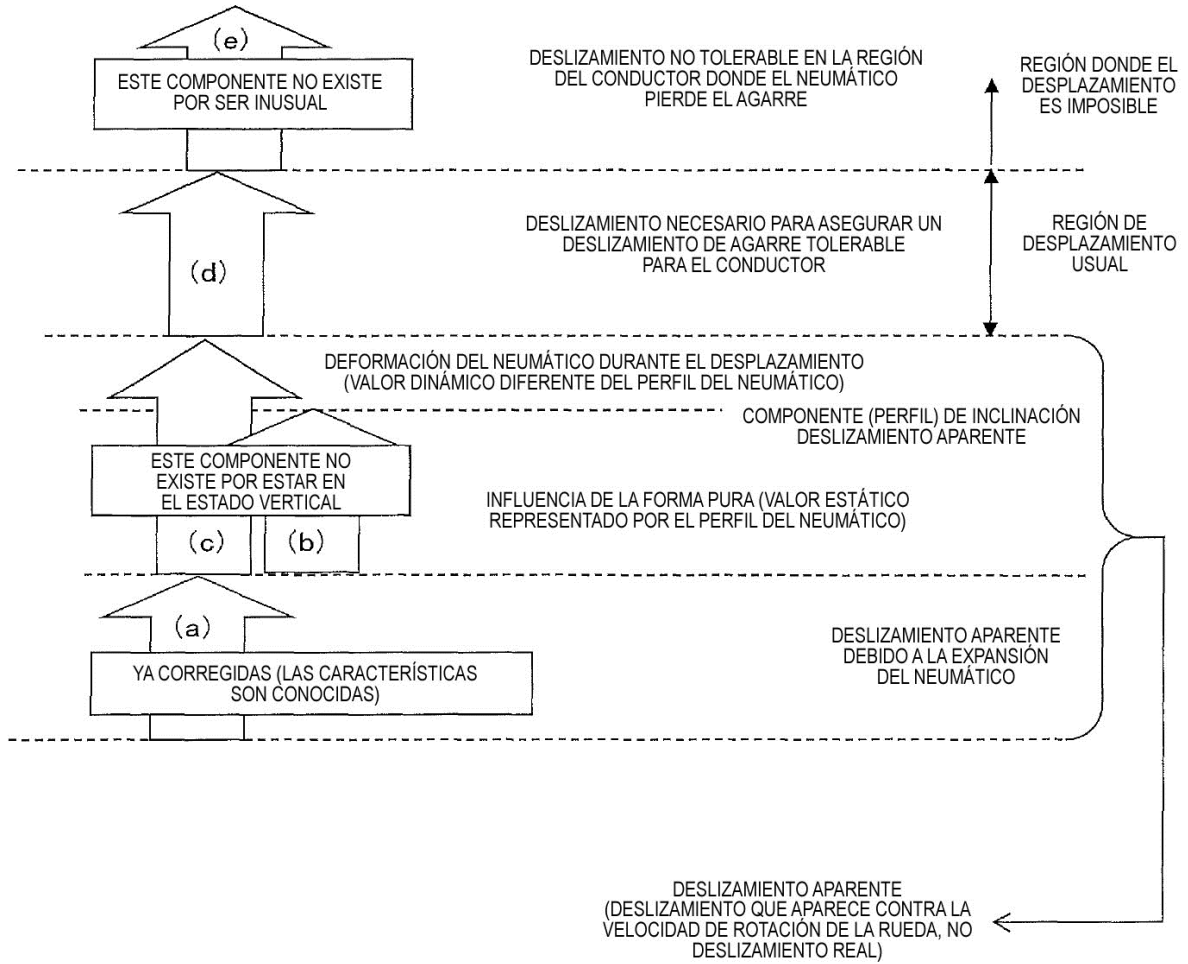 (e)
ESTE COMPONENTE NO EXISTE
POR SER INUSUAL
DESLIZAMIENTO NO TOLERABLE EN LA REGIÓN
DEL CONDUCTOR DONDE EL NEUMÁTICO
PIERDE EL AGARRE
REGIÓN DONDE EL
DESPLAZAMIENTO
ES IMPOSIBLE
(d)
DESLIZAMIENTO NECESARIO PARA ASEGURAR UN
DESLIZAMIENTO DE AGARRE TOLERABLE
PARA EL CONDUCTOR
REGIÓN DE
DESPLAZAMIENTO
USUAL
DEFORMACIÓN DEL NEUMÁTICO DURANTE EL DESPLAZAMIENTO
(VALOR DINÁMICO DIFERENTE DEL PERFIL DEL NEUMÁTICO)
COMPONENTE (PERFIL) DE INCLINACIÓN
DESLIZAMIENTO APARENTE
ESTE COMPONENTE NO
EXISTE POR ESTAR EN
EL ESTADO VERTICAL
INFLUENCIA DE LA FORMA PURA (VALOR ESTÁTICO
REPRESENTADO POR EL PERFIL DEL NEUMÁTICO)
(c)
(b)
(a)
YA CORREGIDAS (LAS CARACTERÍSTICAS
SON CONOCIDAS)
DESLIZAMIENTO APARENTE
DEBIDO A LA EXPANSIÓN
DEL NEUMÁTICO
DESLIZAMIENTO APARENTE
(DESLIZAMIENTO QUE APARECE CONTRA LA
VELOCIDAD DE ROTACIÓN DE LA RUEDA, NO
DESLIZAMIENTO REAL)